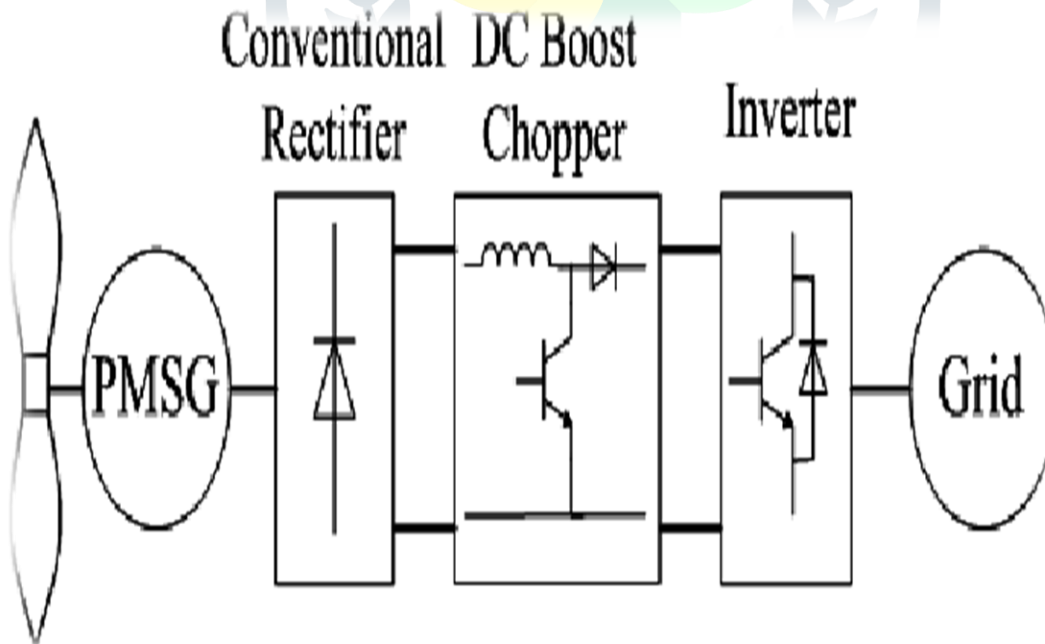 Conventional
Rectifier
DC Boost
Chopper
Inverter
PMSG
Grid